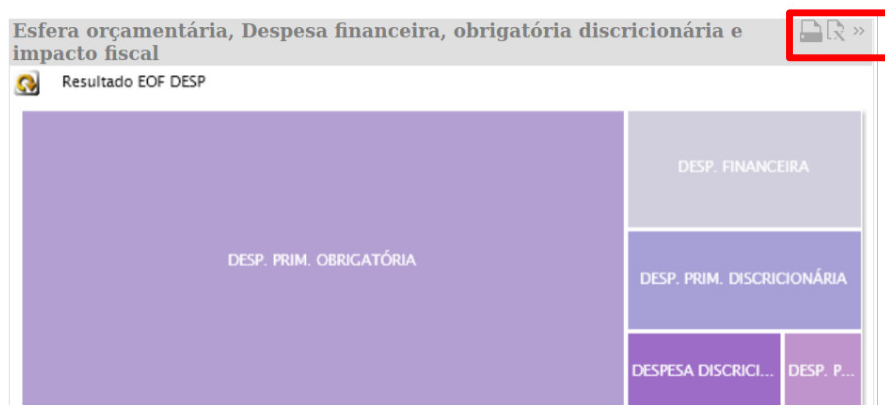 Esfera orçamentária, Despesa financeira, obrigatória discricionária e
impacto fiscal
»
Resultado EOF DESP
DESP. FINANCEIRA
DESP. PRIM. OBRIGATÓRIA
DESP. PRIM. DISCRICIONÁRIA
DESPESA DISCRICI...
DESP. P...